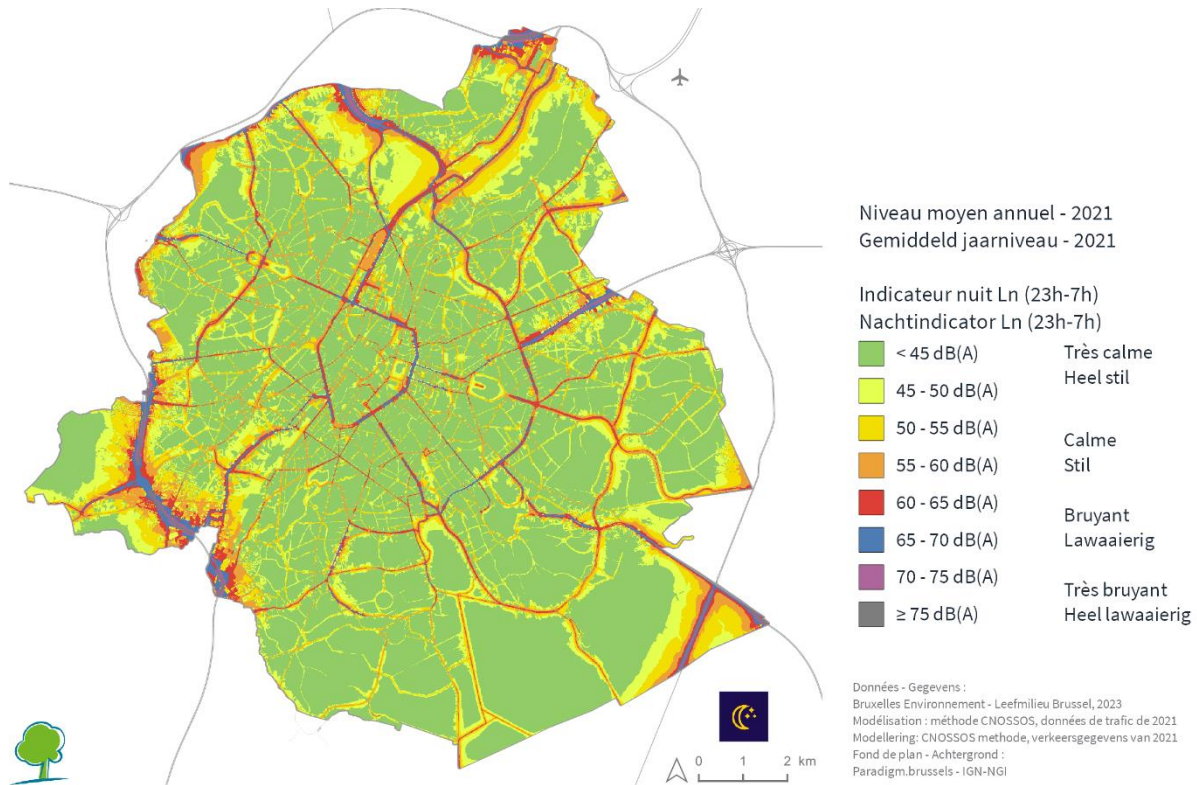 Niveau moyen annuel - 2021
Gemiddeld jaarniveau - 2021
Indicateur nuit Ln (23h-7h)
Nachtindicator Ln (23h-7h)
< 45 dB(A) Très calme
Heel stil
45 - 50 dB(A)
50 - 55 dB(A) Calme
Stil
55 - 60 dB(A)
60 - 65 dB(A) Bruyant
Lawaaierig
65 - 70 dB(A)
70 - 75 dB(A) Très bruyant
Heel lawaaierig
≥ 75 dB(A)
Données - Gegevens :
Bruxelles Environnement - Leefmilieu Brussel, 2023
Modélisation : méthode CNOSSOS, données de trafic de 2021
Modellering: CNOSSOS methode, verkeersgegevens van 2021
Fond de plan - Achtergrond :
Paradigm.brussels - IGN-NGI
0 1 2 km